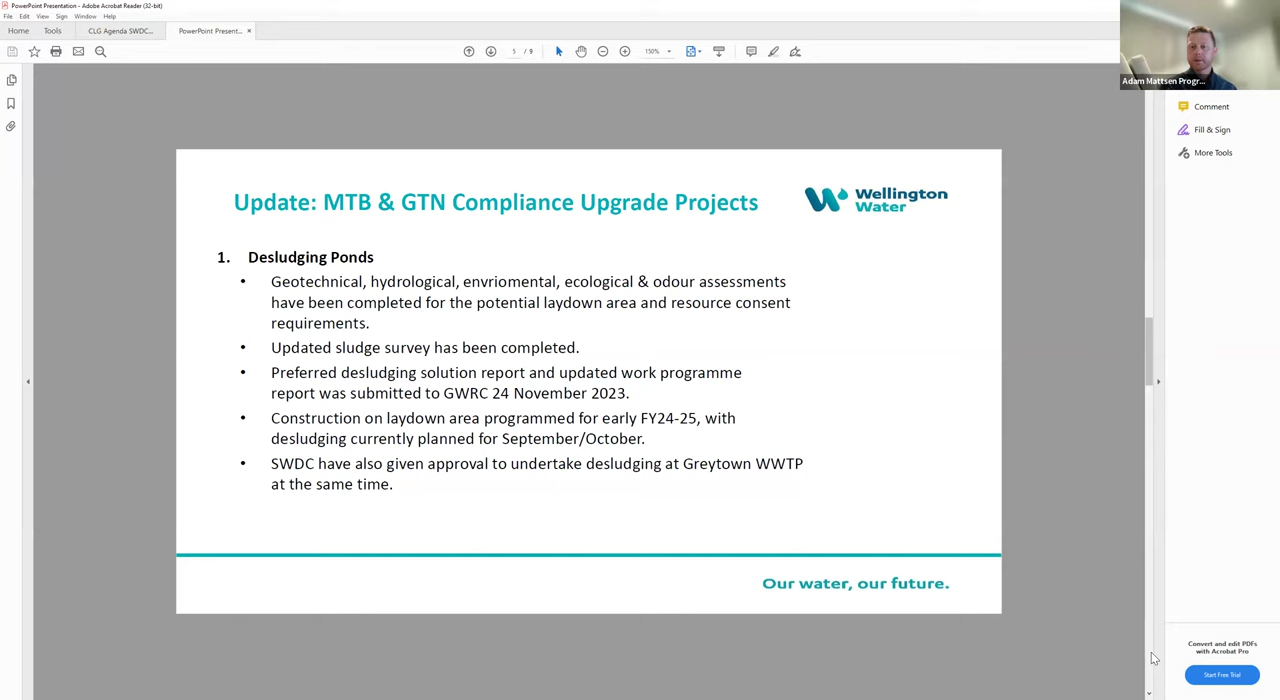 PowerPoint Presentation - Adobe Acrobat Reader (32-bit)
File Edit View Sign Window Help
Home Tools CLG Agenda SWDC... PowerPoint Present... ×
5 / 9 150%
Adam Mattsen Progr...
Comment
Fill & Sign
More Tools
Update: MTB & GTN Compliance Upgrade Projects
Wellington
Water
1. Desludging Ponds
• Geotechnical, hydrological, envriomental, ecological & odour assessments
have been completed for the potential laydown area and resource consent
requirements.
• Updated sludge survey has been completed.
• Preferred desludging solution report and updated work programme
report was submitted to GWRC 24 November 2023.
• Construction on laydown area programmed for early FY24-25, with
desludging currently planned for September/October.
• SWDC have also given approval to undertake desludging at Greytown WWTP
at the same time.
Our water, our future.
Convert and edit PDFs
with Acrobat Pro
Start Free Trial